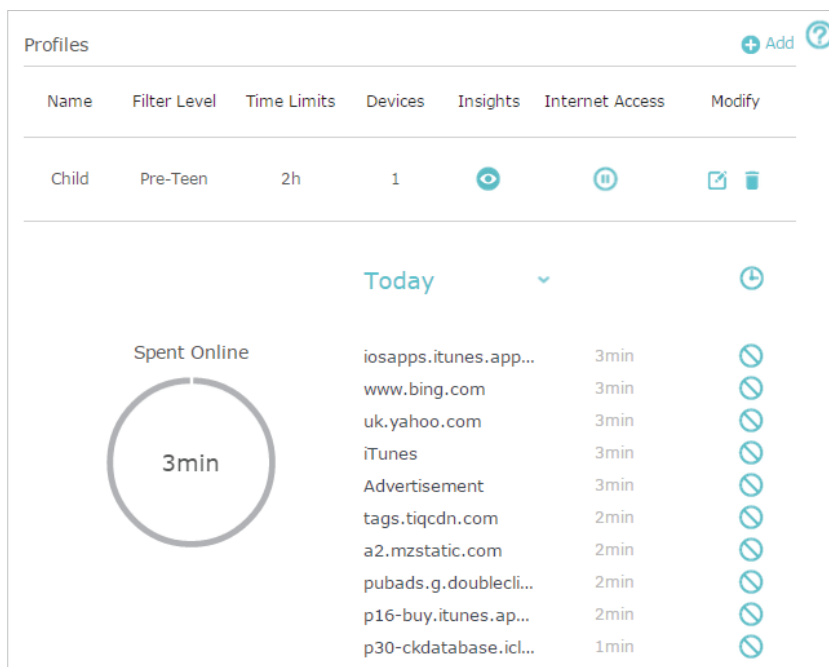 Profiles
Add
Name Filter Level Time Limits Devices Insights Internet Access Modify
Child Pre-Teen 2h 1
Today
Spent Online
3min
iosapps.itunes.app... 3min
www.bing.com 3min
uk.yahoo.com 3min
iTunes 3min
Advertisement 3min
tags.tiqcdn.com 2min
a2.mzstatic.com 2min
pubads.g.doublecli... 2min
p16-buy.itunes.ap... 2min
p30-ckdatabase.icl... 1min